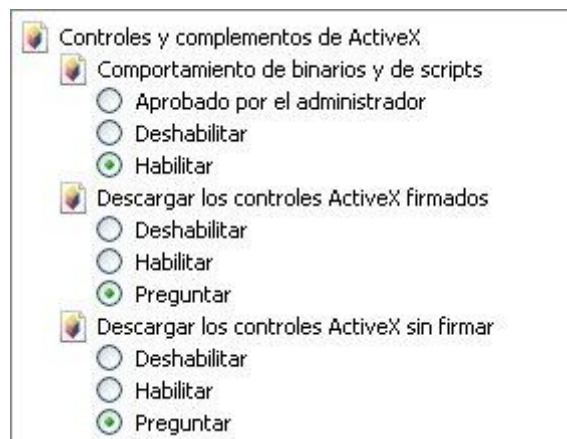 Controles y complementos de ActiveX
Comportamiento de binarios y de scripts
Aprobado por el administrador
Deshabilitar
Habilitar
Descargar los controles ActiveX firmados
Deshabilitar
Habilitar
Preguntar
Descargar los controles ActiveX sin firmar
Deshabilitar
Habilitar
Preguntar